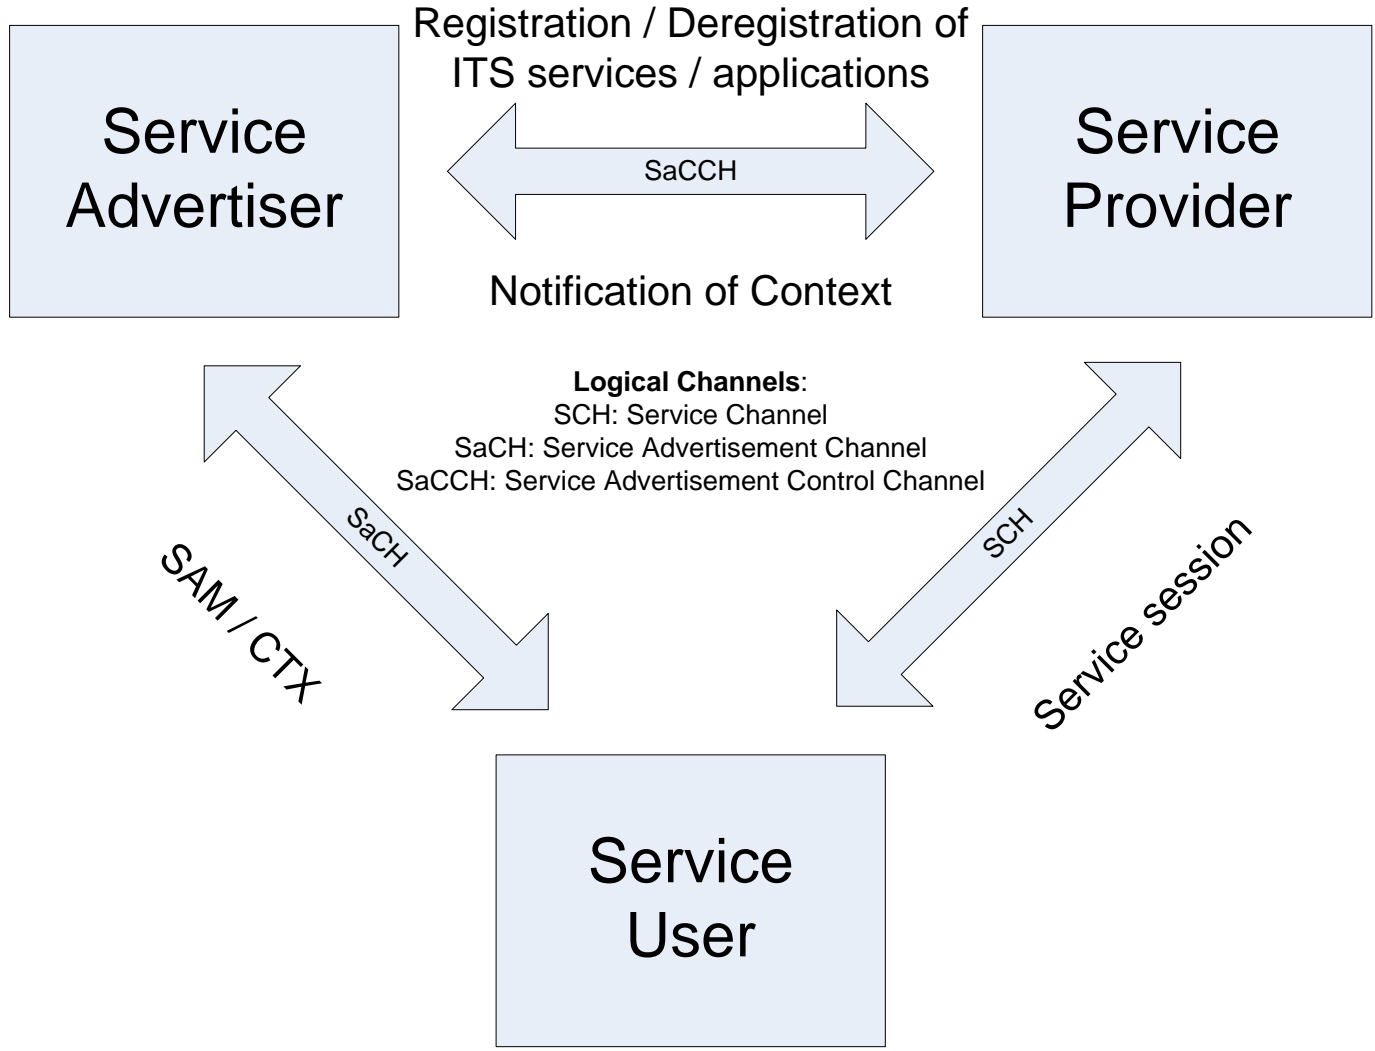 Registration / Deregistration of
ITS services / applications
Service
Advertiser
SaCCH
Service
Provider
Notification of Context
Logical Channels:
SCH: Service Channel
SaCH: Service Advertisement Channel
SaCCH: Service Advertisement Control Channel
SaCH
SCH
SAM / CTX
Service session
Service
User